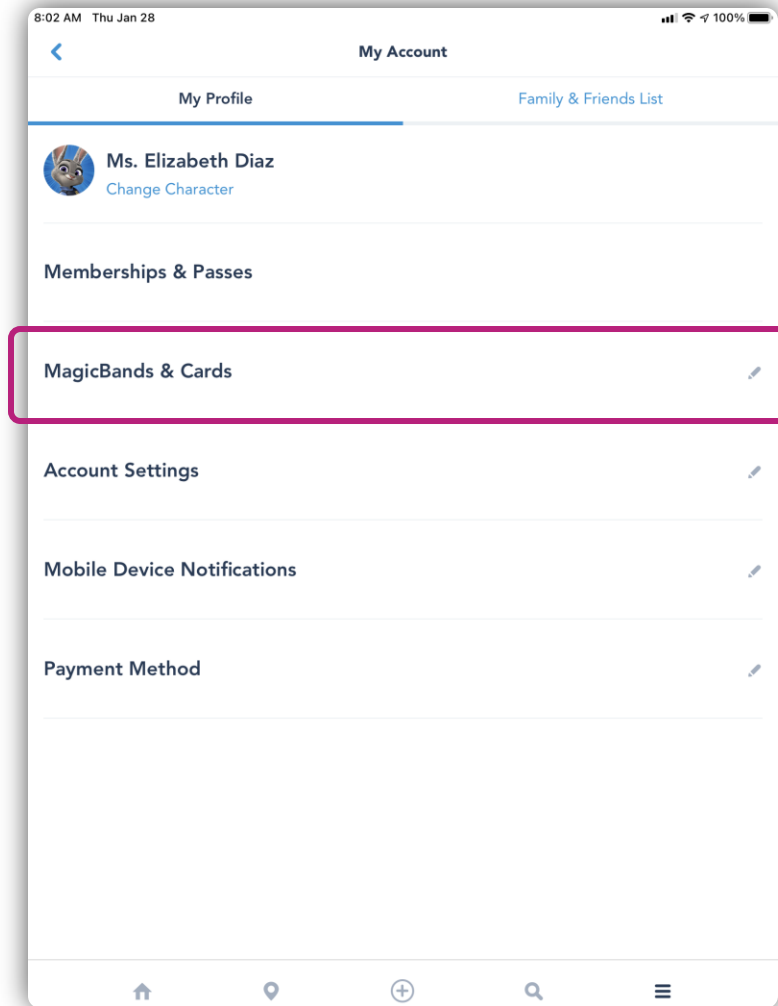 8:02 AM Thu Jan 28 100%
My Account
My Profile Family & Friends List
Ms. Elizabeth Diaz
Change Character
Memberships & Passes
MagicBands & Cards
Account Settings
Mobile Device Notifications
Payment Method